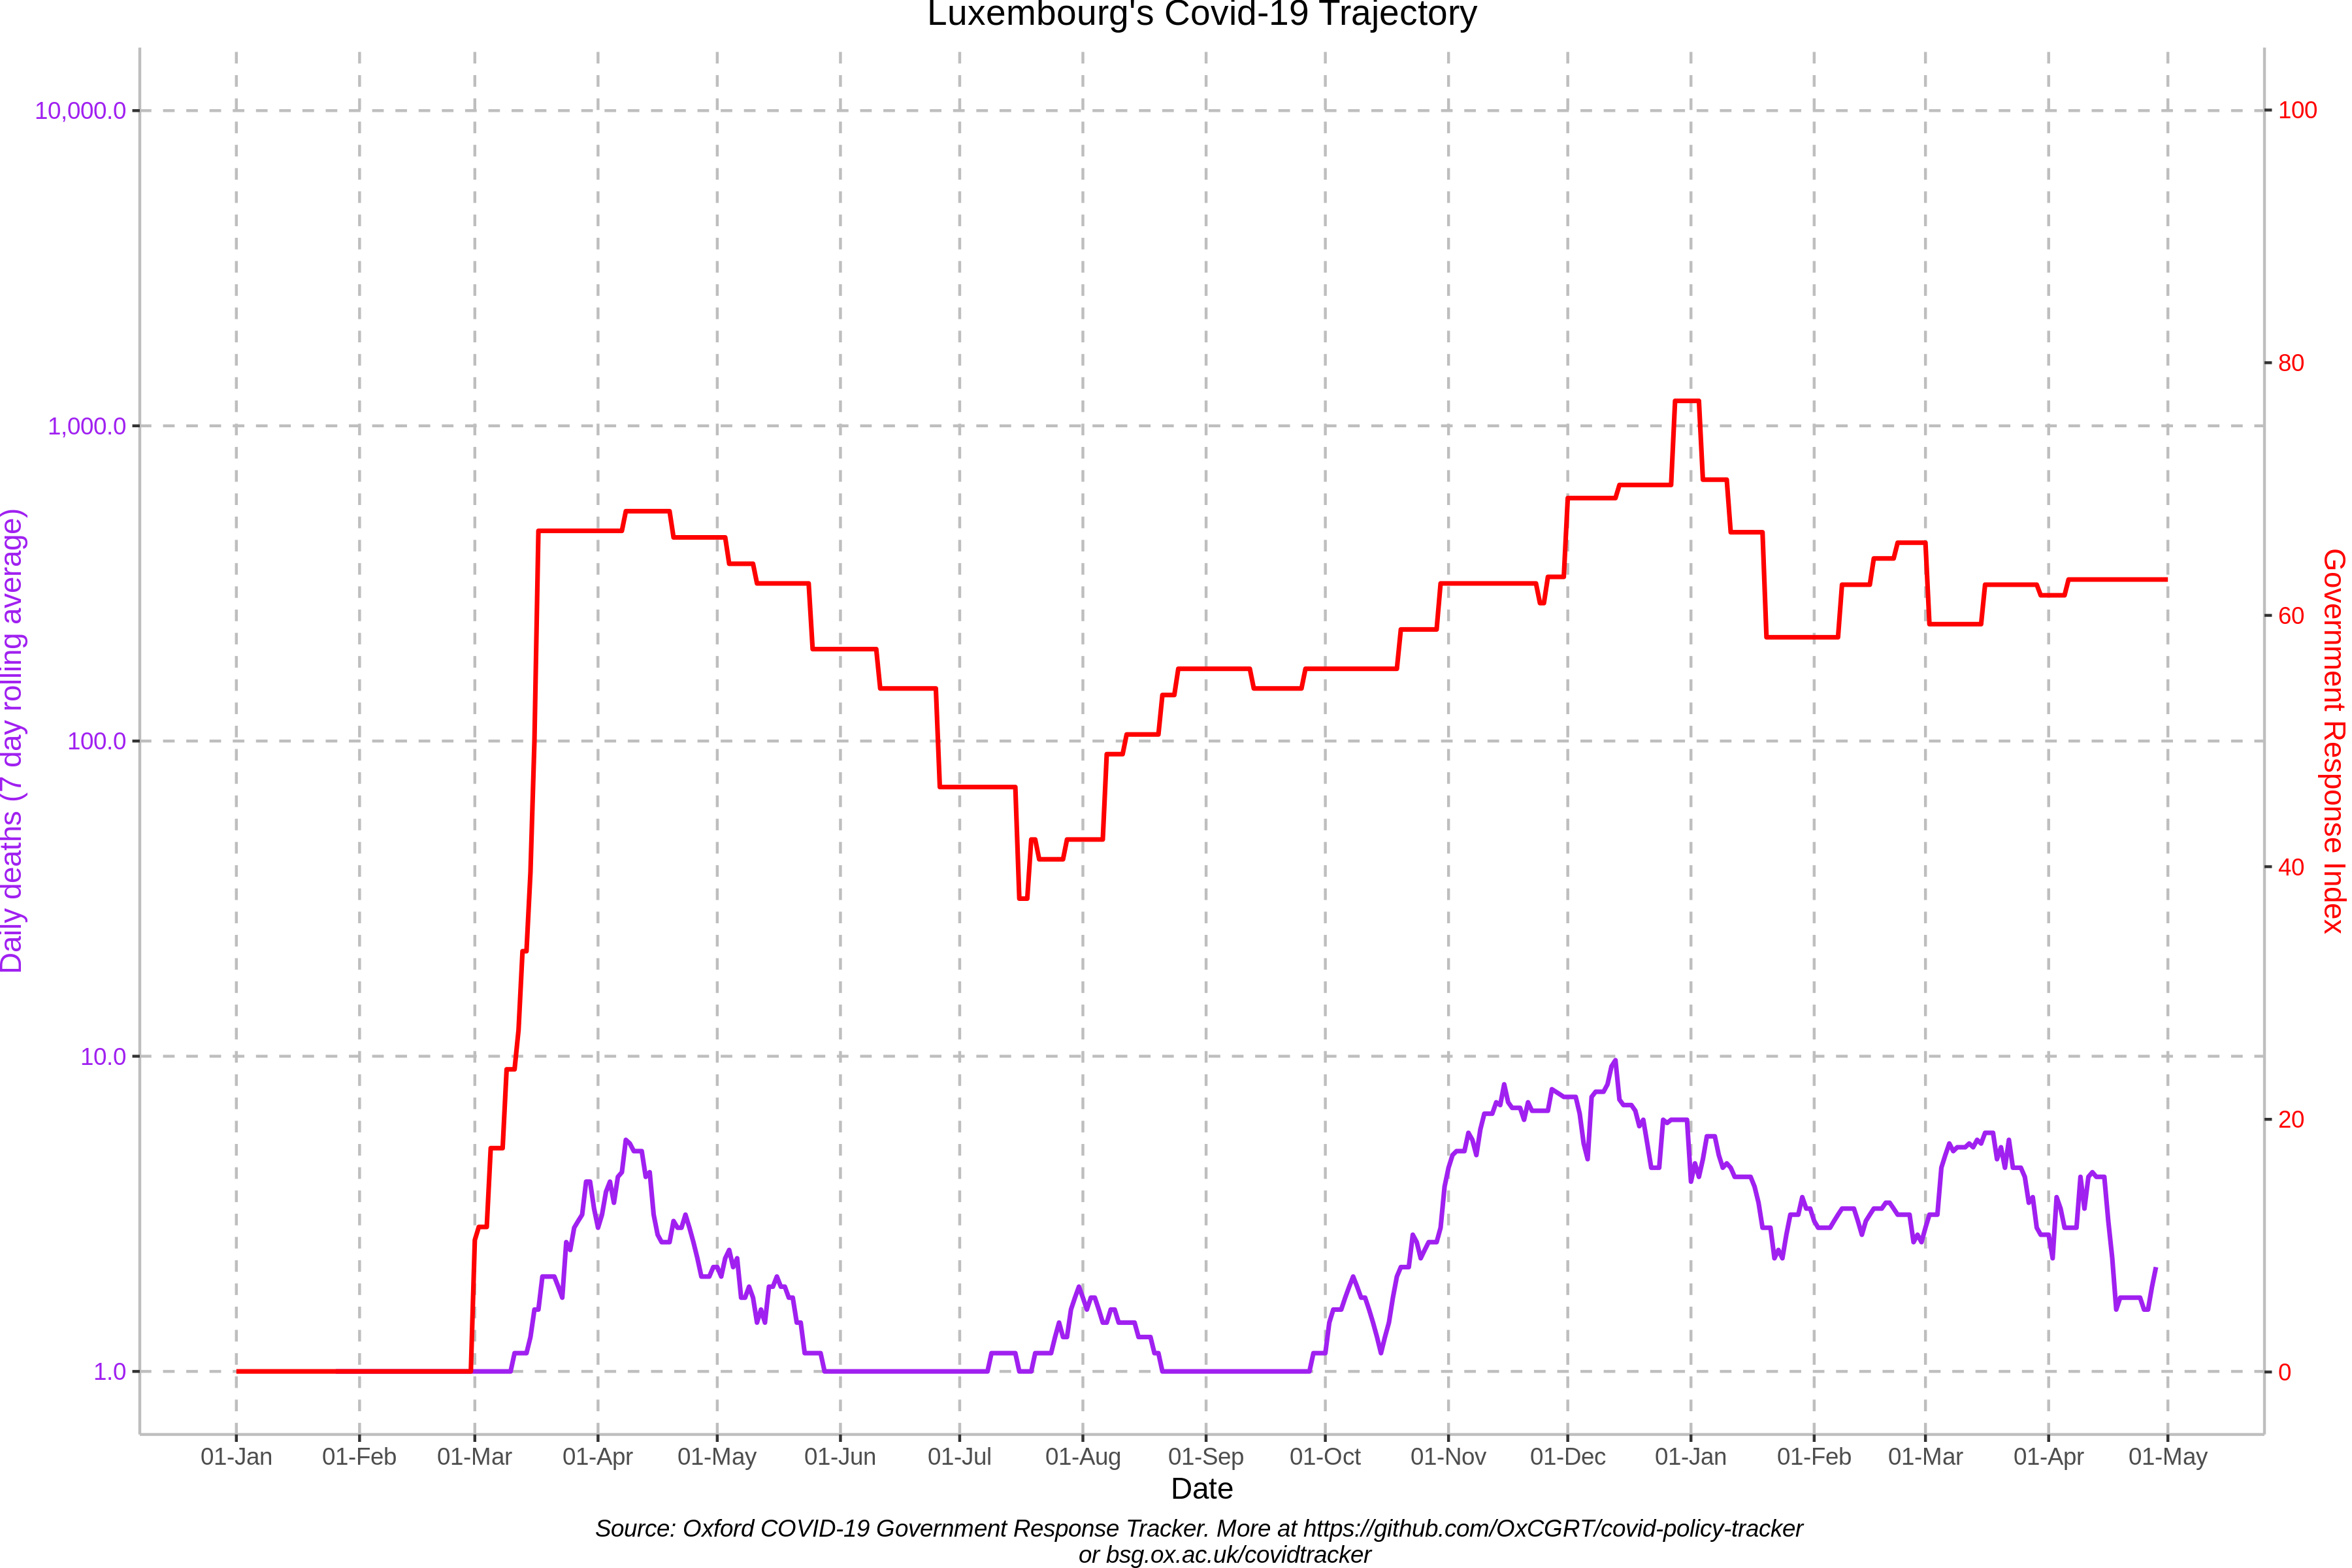 Luxembourg's Covid-19 Trajectory
Daily deaths (7 day rolling average)
10,000.0
1,000.0
100.0
10.0
1.0
100
80
60
40
20
0
Government Response Index
01-Jan 01-Feb 01-Mar 01-Apr 01-May 01-Jun 01-Jul 01-Aug 01-Sep 01-Oct 01-Nov 01-Dec 01-Jan 01-Feb 01-Mar 01-Apr 01-May
Date
Source: Oxford COVID-19 Government Response Tracker. More at https://github.com/OxCGRT/covid-policy-tracker
or bsg.ox.ac.uk/covidtracker